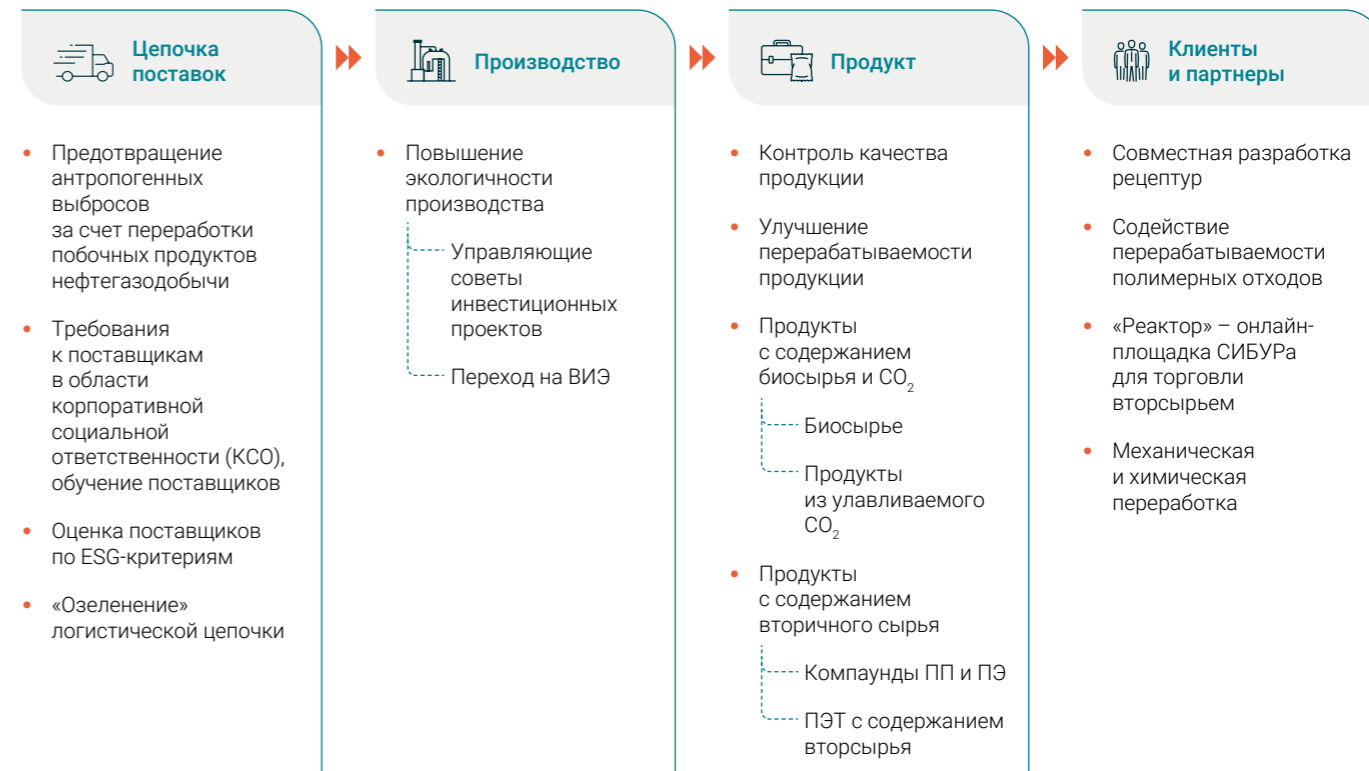 Цепочка
поставок
Предотвращение
антропогенных
выбросов
за счет переработки
побочных продуктов
нефтегазодобычи
Требования
к поставщикам
в области
корпоративной
социальной
ответственности (КСО),
обучение поставщиков
Оценка поставщиков
по ESG-критериям
«Озеленение»
логистической цепочки
Производство
Повышение
экологичности
производства
Управляющие
советы
инвестиционных
проектов
Переход на ВИЭ
Продукт
Контроль качества
продукции
Улучшение
перерабатываемости
продукции
Продукты
с содержанием
биосырья и CO₂
Биосырье
Продукты
из улавливаемого
CO₂
Продукты
с содержанием
вторичного сырья
Компаунды ПП и ПЭ
ПЭТ с содержанием
вторсырья
Клиенты
и партнеры
Совместная разработка
рецептур
Содействие
перерабатываемости
полимерных отходов
«Реактор» – онлайн-
площадка СИБУРа
для торговли
вторсырьем
Механическая
и химическая
переработка